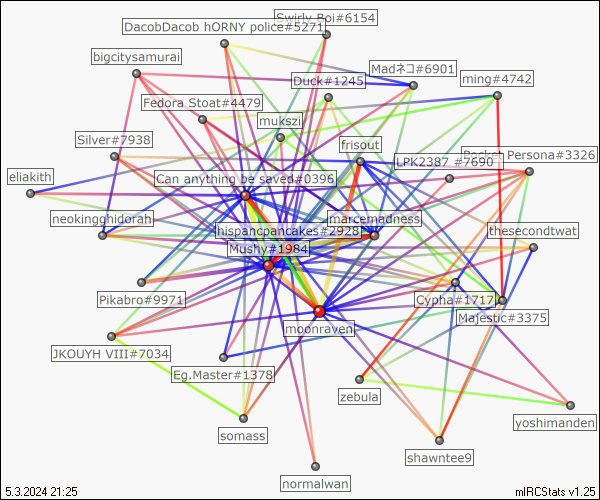 Swirly Boi#6154
DacobDacob hORNY police#5271
bigcitysamurai
Madネコ#6901
Duck#1245
ming#4742
Fedora Stoat#4479
mukszi
Silver#7938
frisout
Packet Persona#3326
LPK2387 #7690
eliakith
Can anything be saved#0396
neokingghidorah
marcemadness
hispancpancakes#2928
thesecondtwat
Mushy#1984
Pikabro#9971
Cypha#1717
Majestic#3375
moonraven
JKOUYH VIII#7034
Eg.Master#1378
zebula
yoshimanden
somass
shawntee9
normalwan
5.3.2024 21:25
mIRCStats v1.25